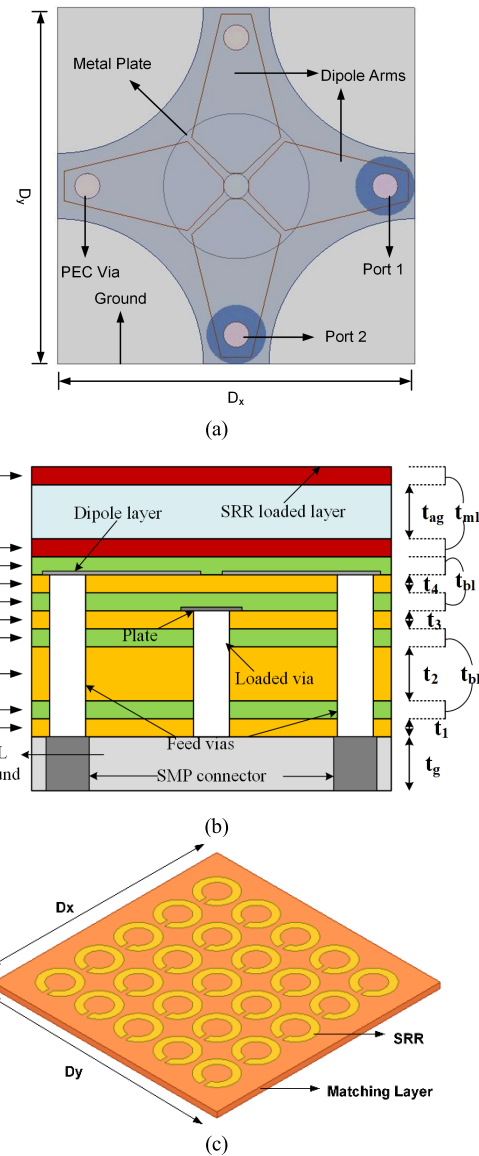 Metal Plate
Dipole Arms
Dy
PEC Via
Port 1
Ground
Port 2
Dx
(a)
Dipole layer
SRR loaded layer
tag
tml
t4
tbl
t3
Plate
Loaded via
t2
tbl
t1
Feed vias
L
und
SMP connector
tg
(b)
Dx
SRR
Dy
Matching Layer
(c)